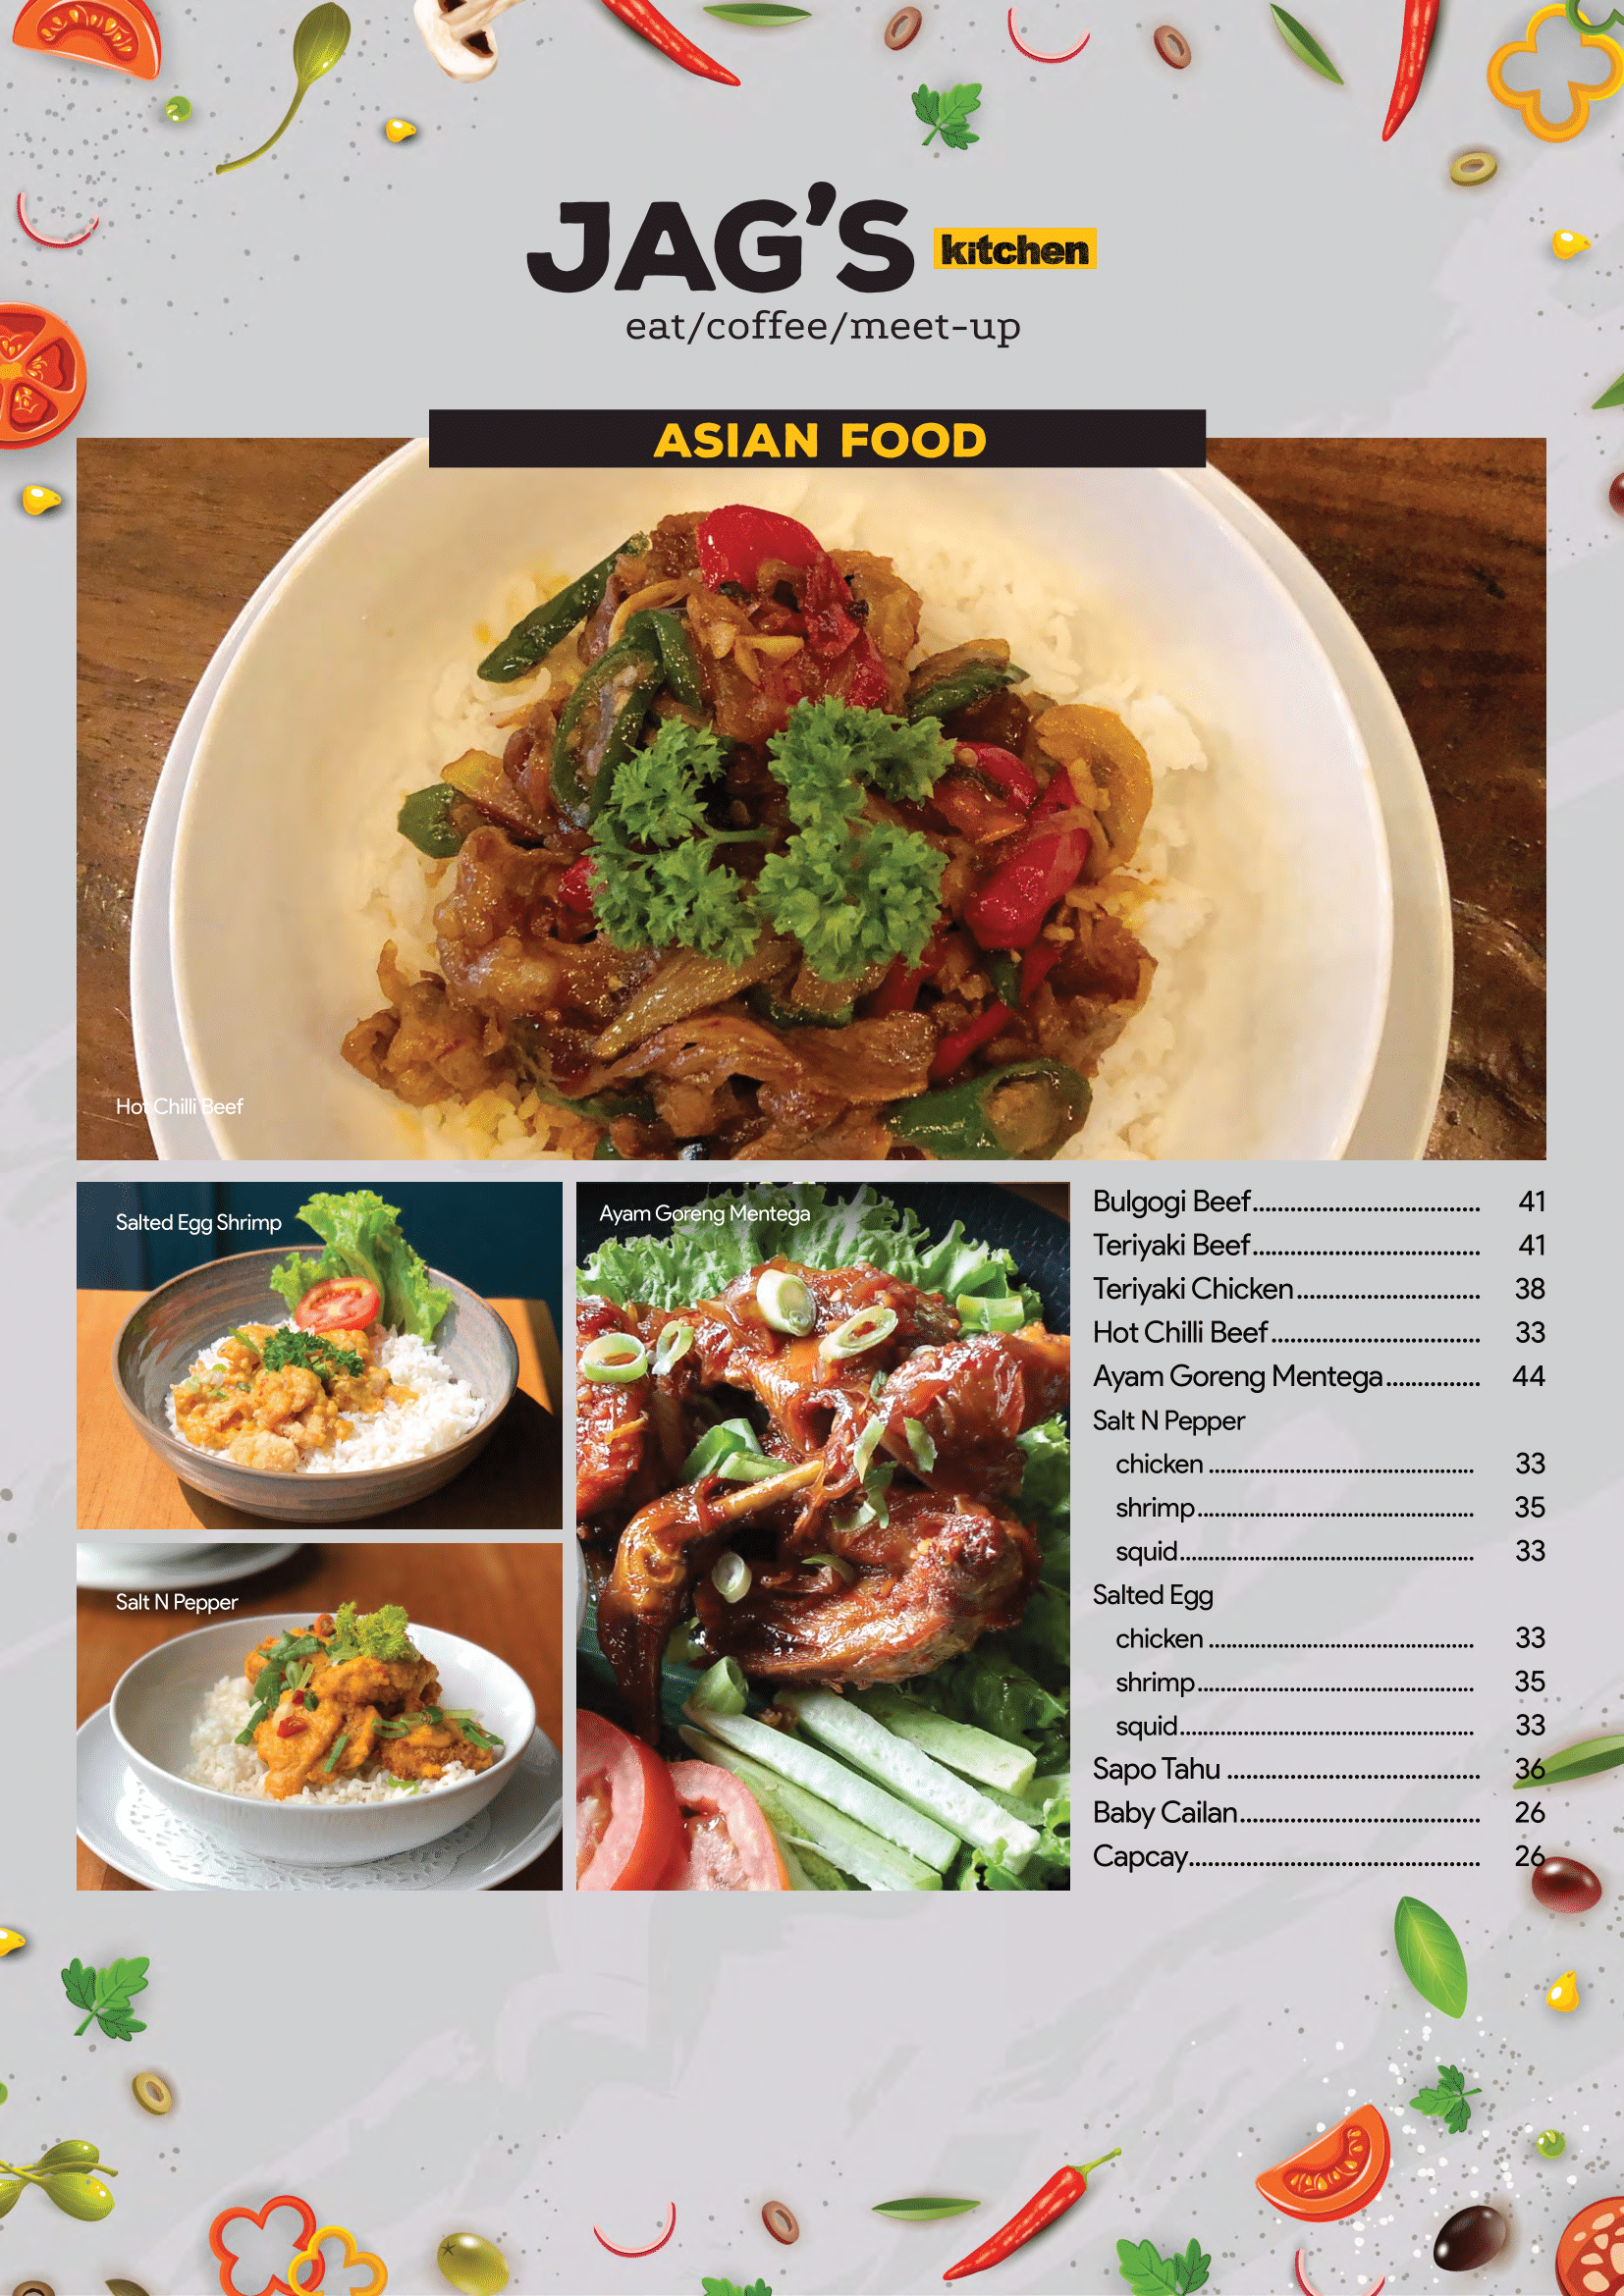 JAG'S kitchen
eat/coffee/meet-up
ASIAN FOOD
Hot Chilli Beef
Salted Egg Shrimp
Salt N Pepper
Ayam Goreng Mentega
Bulgogi Beef..................................... 41
Teriyaki Beef..................................... 41
Teriyaki Chicken.............................. 38
Hot Chilli Beef.................................. 33
Ayam Goreng Mentega............... 44
Salt N Pepper
chicken ........................................... 33
shrimp............................................. 35
squid................................................ 33
Salted Egg
chicken ........................................... 33
shrimp............................................. 35
squid................................................ 33
Sapo Tahu ......................................... 36
Baby Cailan....................................... 26
Capcay............................................... 26